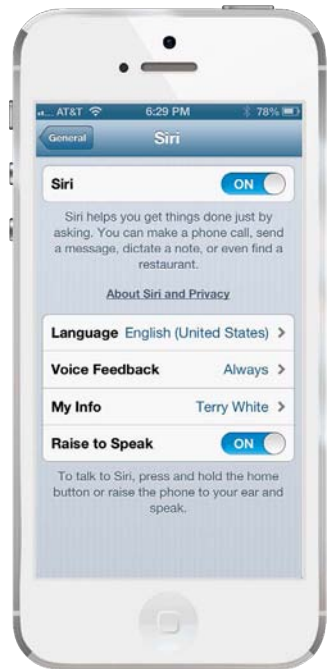 AT&T 6:29 PM 78%
General Siri
Siri ON
Siri helps you get things done just by
asking. You can make a phone call, send
a message, dictate a note, or even find a
restaurant.
About Siri and Privacy
Language English (United States) >
Voice Feedback Always >
My Info Terry White >
Raise to Speak ON
To talk to Siri, press and hold the home
button or raise the phone to your ear and
speak.